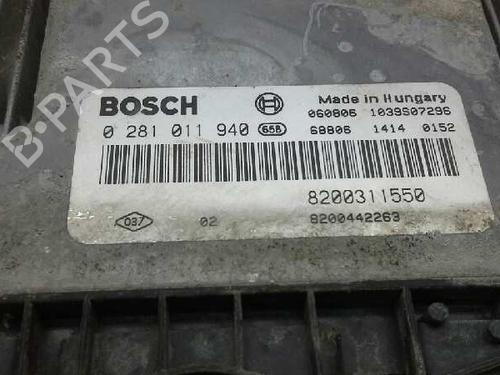 BOSCH
Made in Hungary
060806 1039S07296
0 281 011 940 658
68806 1414 0152
8200311550
037 02 8200442263
B-PARTS